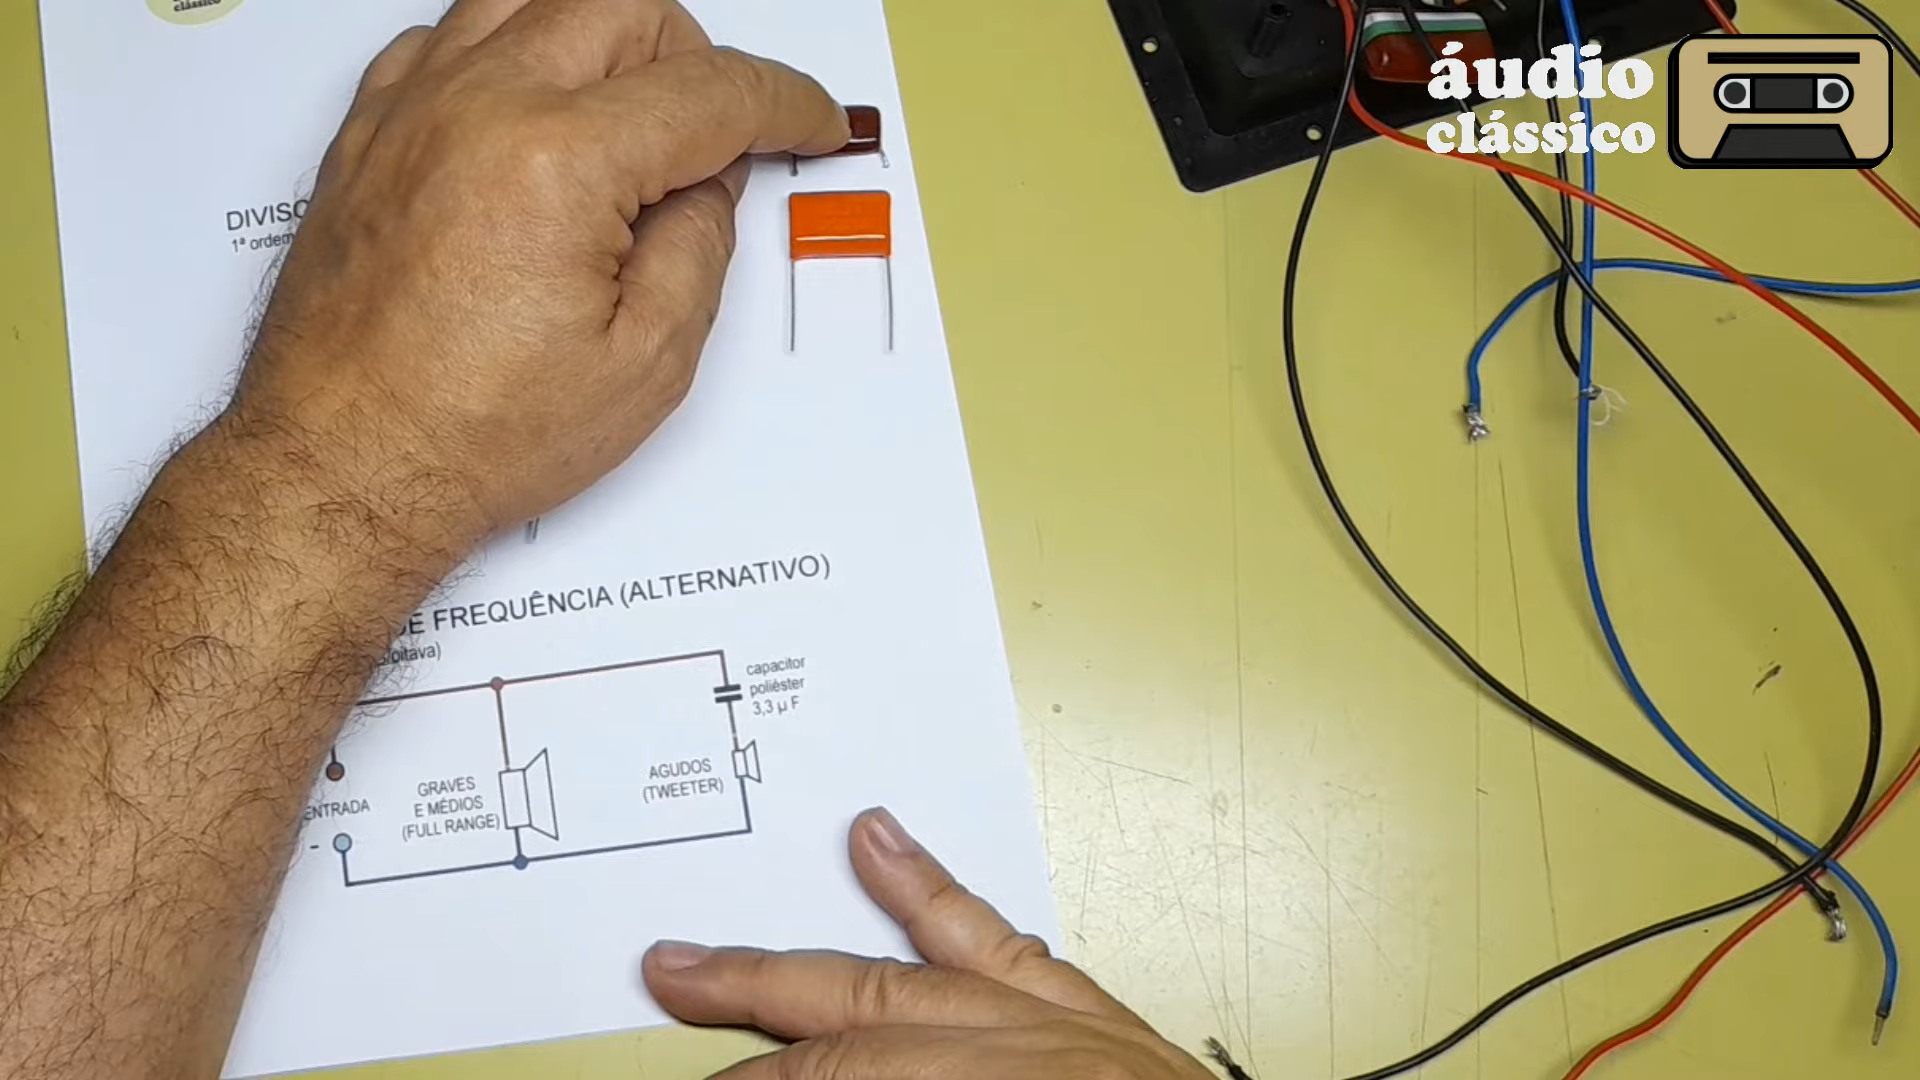 clássico
áudio
clássico
DIVISO
1ª ordem
DE FREQUÊNCIA (ALTERNATIVO)
/oitava)
capacitor
poliéster
3,3 µ F
AGUDOS
(TWEETER)
GRAVES
E MÉDIOS
(FULL RANGE)
ENTRADA
-